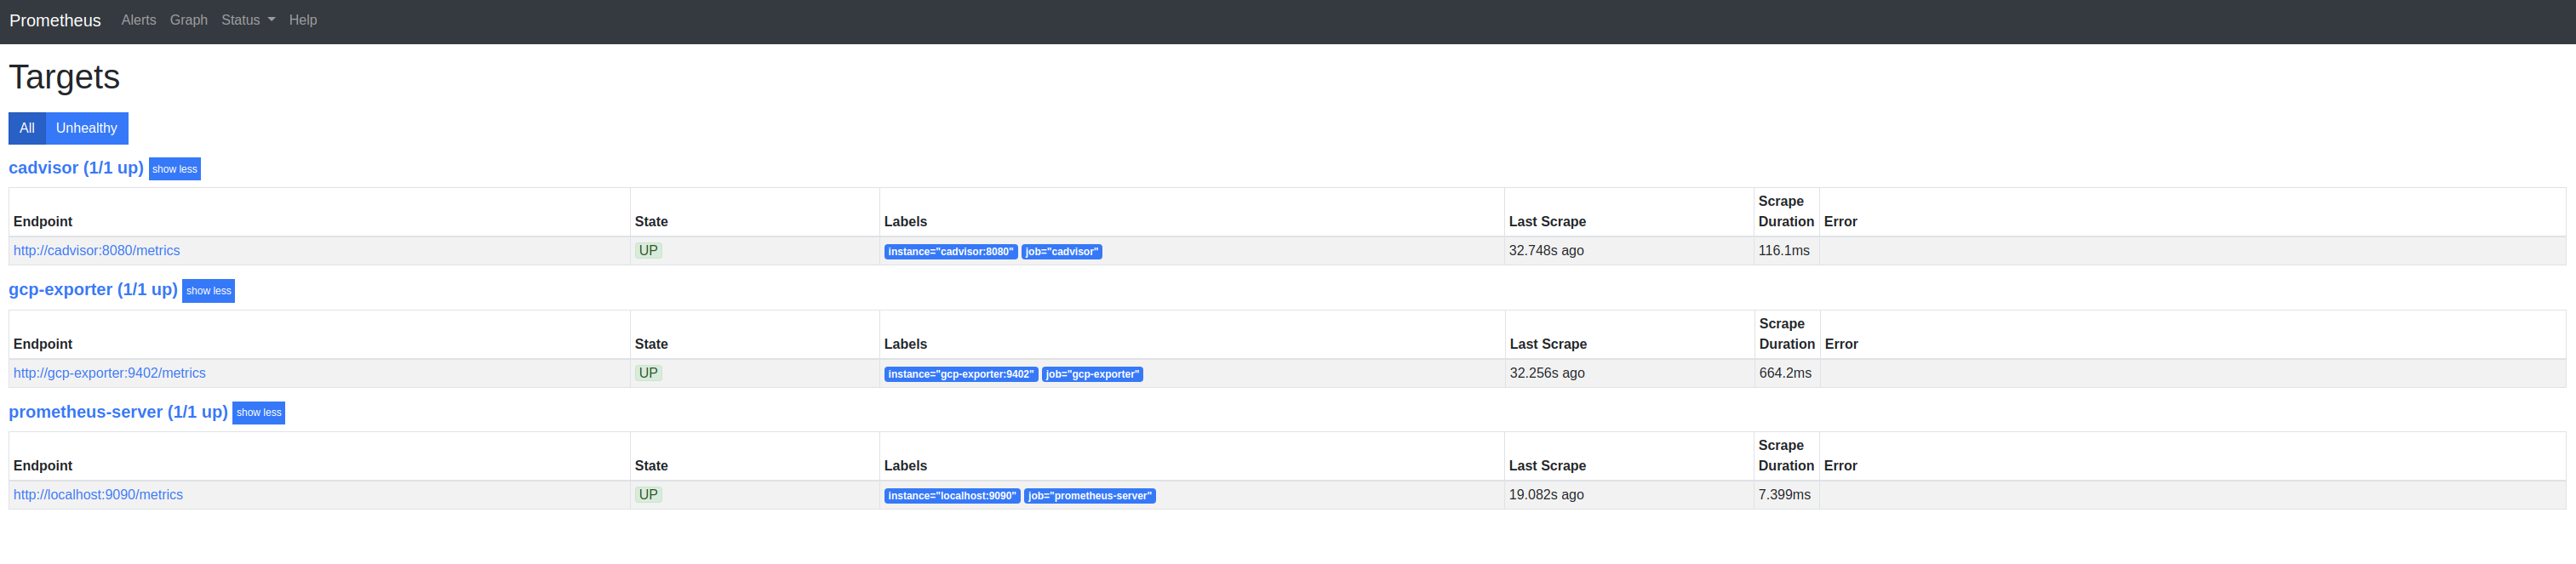 Prometheus Alerts Graph Status Help
Targets
All Unhealthy
cadvisor (1/1 up) show less
Endpoint State Labels Last Scrape Scrape Duration Error
http://cadvisor:8080/metrics UP instance="cadvisor:8080" job="cadvisor" 32.748s ago 116.1ms
gcp-exporter (1/1 up) show less
Endpoint State Labels Last Scrape Scrape Duration Error
http://gcp-exporter:9402/metrics UP instance="gcp-exporter:9402" job="gcp-exporter" 32.256s ago 664.2ms
prometheus-server (1/1 up) show less
Endpoint State Labels Last Scrape Scrape Duration Error
http://localhost:9090/metrics UP instance="localhost:9090" job="prometheus-server" 19.082s ago 7.399ms